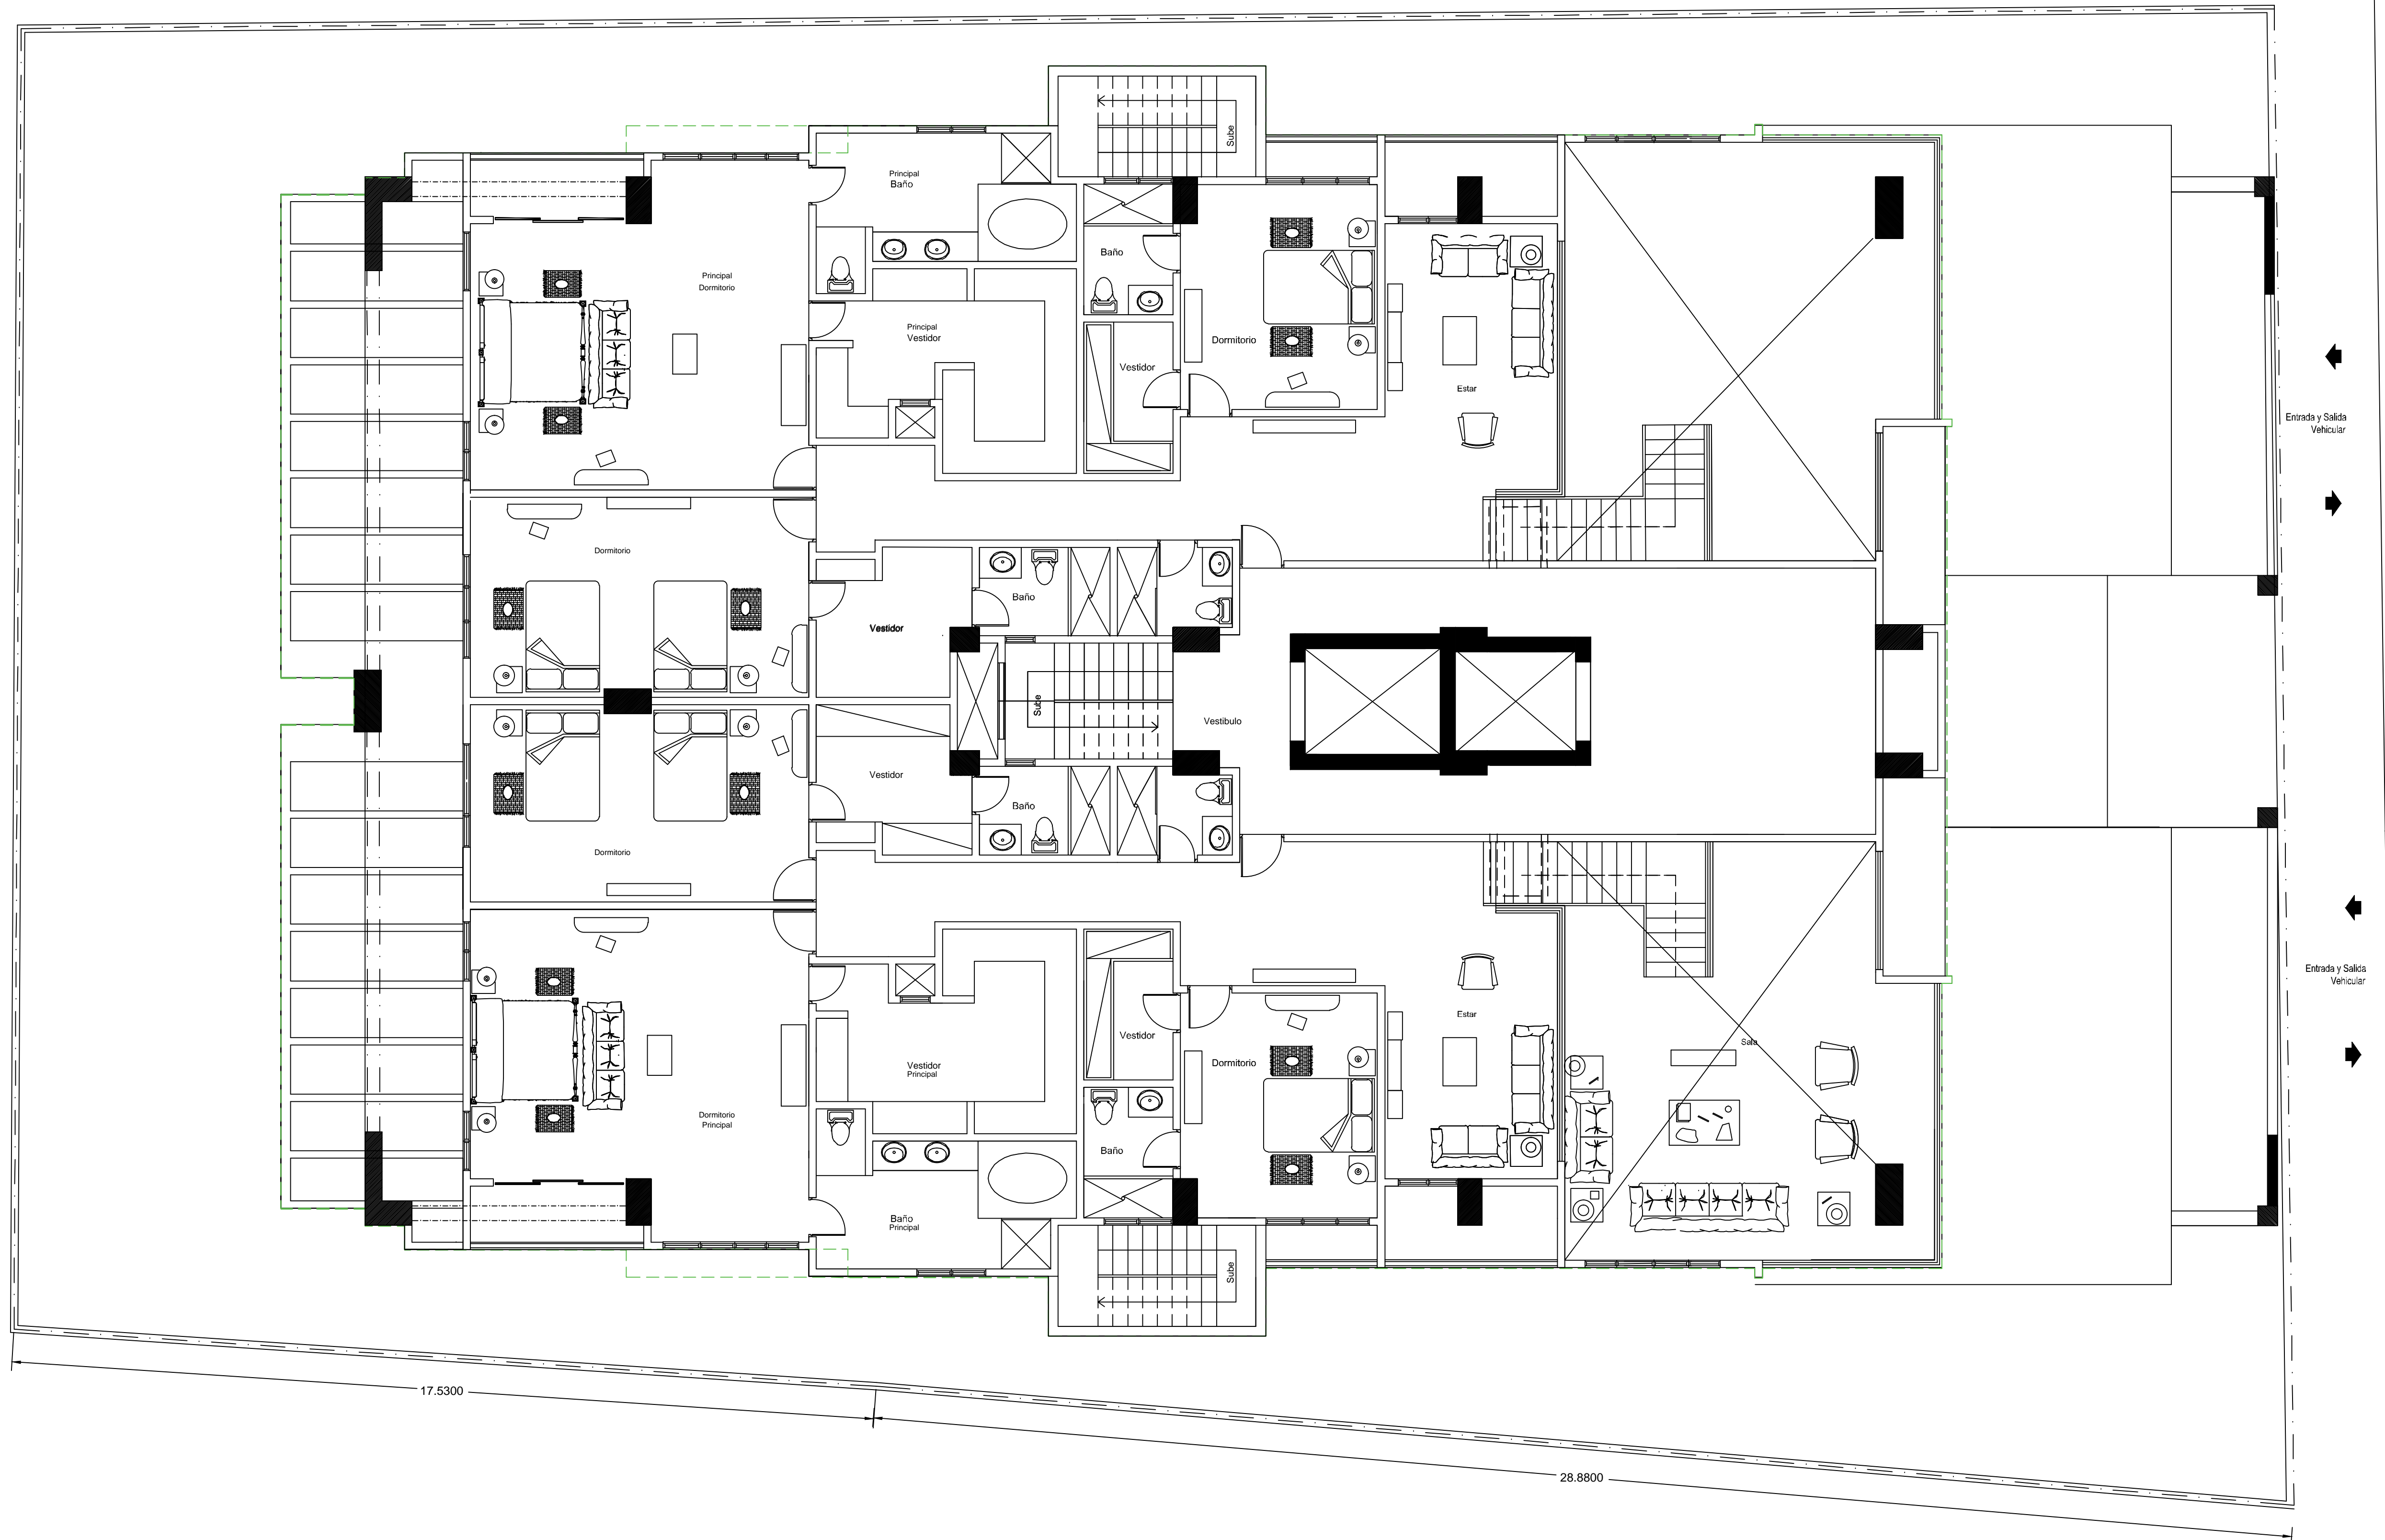 Sube
Principal
Baño
Baño
Principal
Dormitorio
Principal
Vestidor
Dormitorio
Vestidor
Estar
Entrada y Salida
Vehicular
Dormitorio
Baño
Vestidor
Sube
Vestibulo
Vestidor
Baño
Dormitorio
Entrada y Salida
Vehicular
Estar
Vestidor
Sala
Vestidor
Principal
Dormitorio
Dormitorio
Principal
Baño
Baño
Principal
Sube
17.5300
28.8800